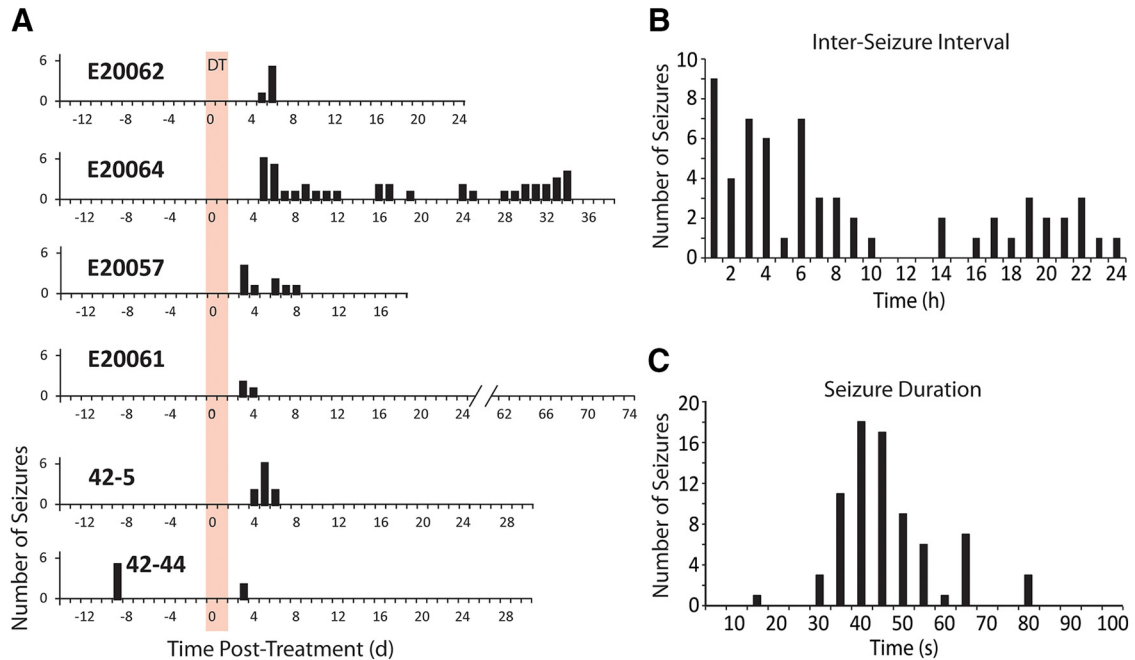 A
Number of Seizures
E20062
DT
6
0
-12 -8 -4 0 4 8 12 16 20 24
E20064
6
0
-12 -8 -4 0 4 8 12 16 20 24 28 32 36
E20057
6
0
-12 -8 -4 0 4 8 12 16
E20061
6
0
-12 -8 -4 0 4 8 12 16 20 24 62 66 70 74
42-5
6
0
-12 -8 -4 0 4 8 12 16 20 24 28
42-44
6
0
-12 -8 -4 0 4 8 12 16 20 24 28
Time Post-Treatment (d)
B
Inter-Seizure Interval
Number of Seizures
10
8
6
4
2
0
2 4 6 8 10 12 14 16 18 20 22 24
Time (h)
C
Seizure Duration
Number of Seizures
20
16
12
8
4
0
10 20 30 40 50 60 70 80 90 100
Time (s)